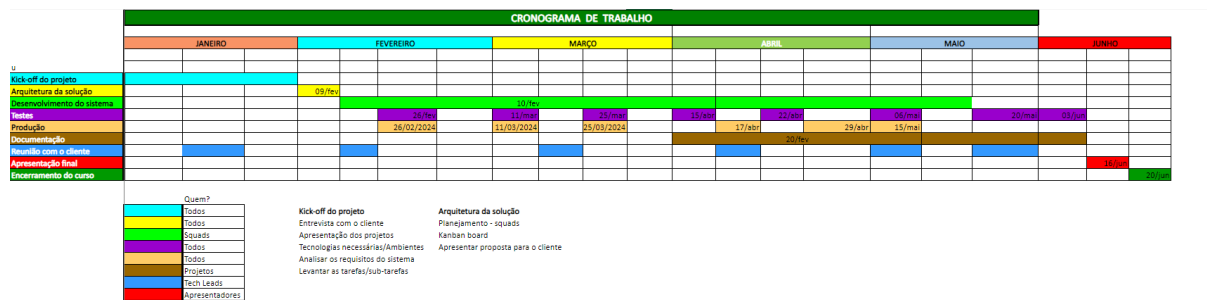 CRONOGRAMA DE TRABALHO
JANEIRO FEVEREIRO MARÇO ABRIL MAIO JUNHO
u
Kick-off do projeto
Arquitetura da solução 09/fev
Desenvolvimento do sistema 10/fev
Testes 26/fev 11/mar 25/mar 15/abr 22/abr 06/mai 20/mai 03/jun
Produção 26/02/2024 11/03/2024 25/03/2024 17/abr 29/abr 15/mai
Documentação 20/fev
Reunião com o cliente
Apresentação final 16/jun
Encerramento do curso 20/jun
Quem?
Todos Kick-off do projeto Arquitetura da solução
Todos Entrevista com o cliente Planejamento - squads
Squads Apresentação dos projetos Kanban board
Todos Tecnologias necessárias/Ambientes Apresentar proposta para o cliente
Todos Analisar os requisitos do sistema
Projetos Levantar as tarefas/sub-tarefas
Tech Leads
Apresentadores